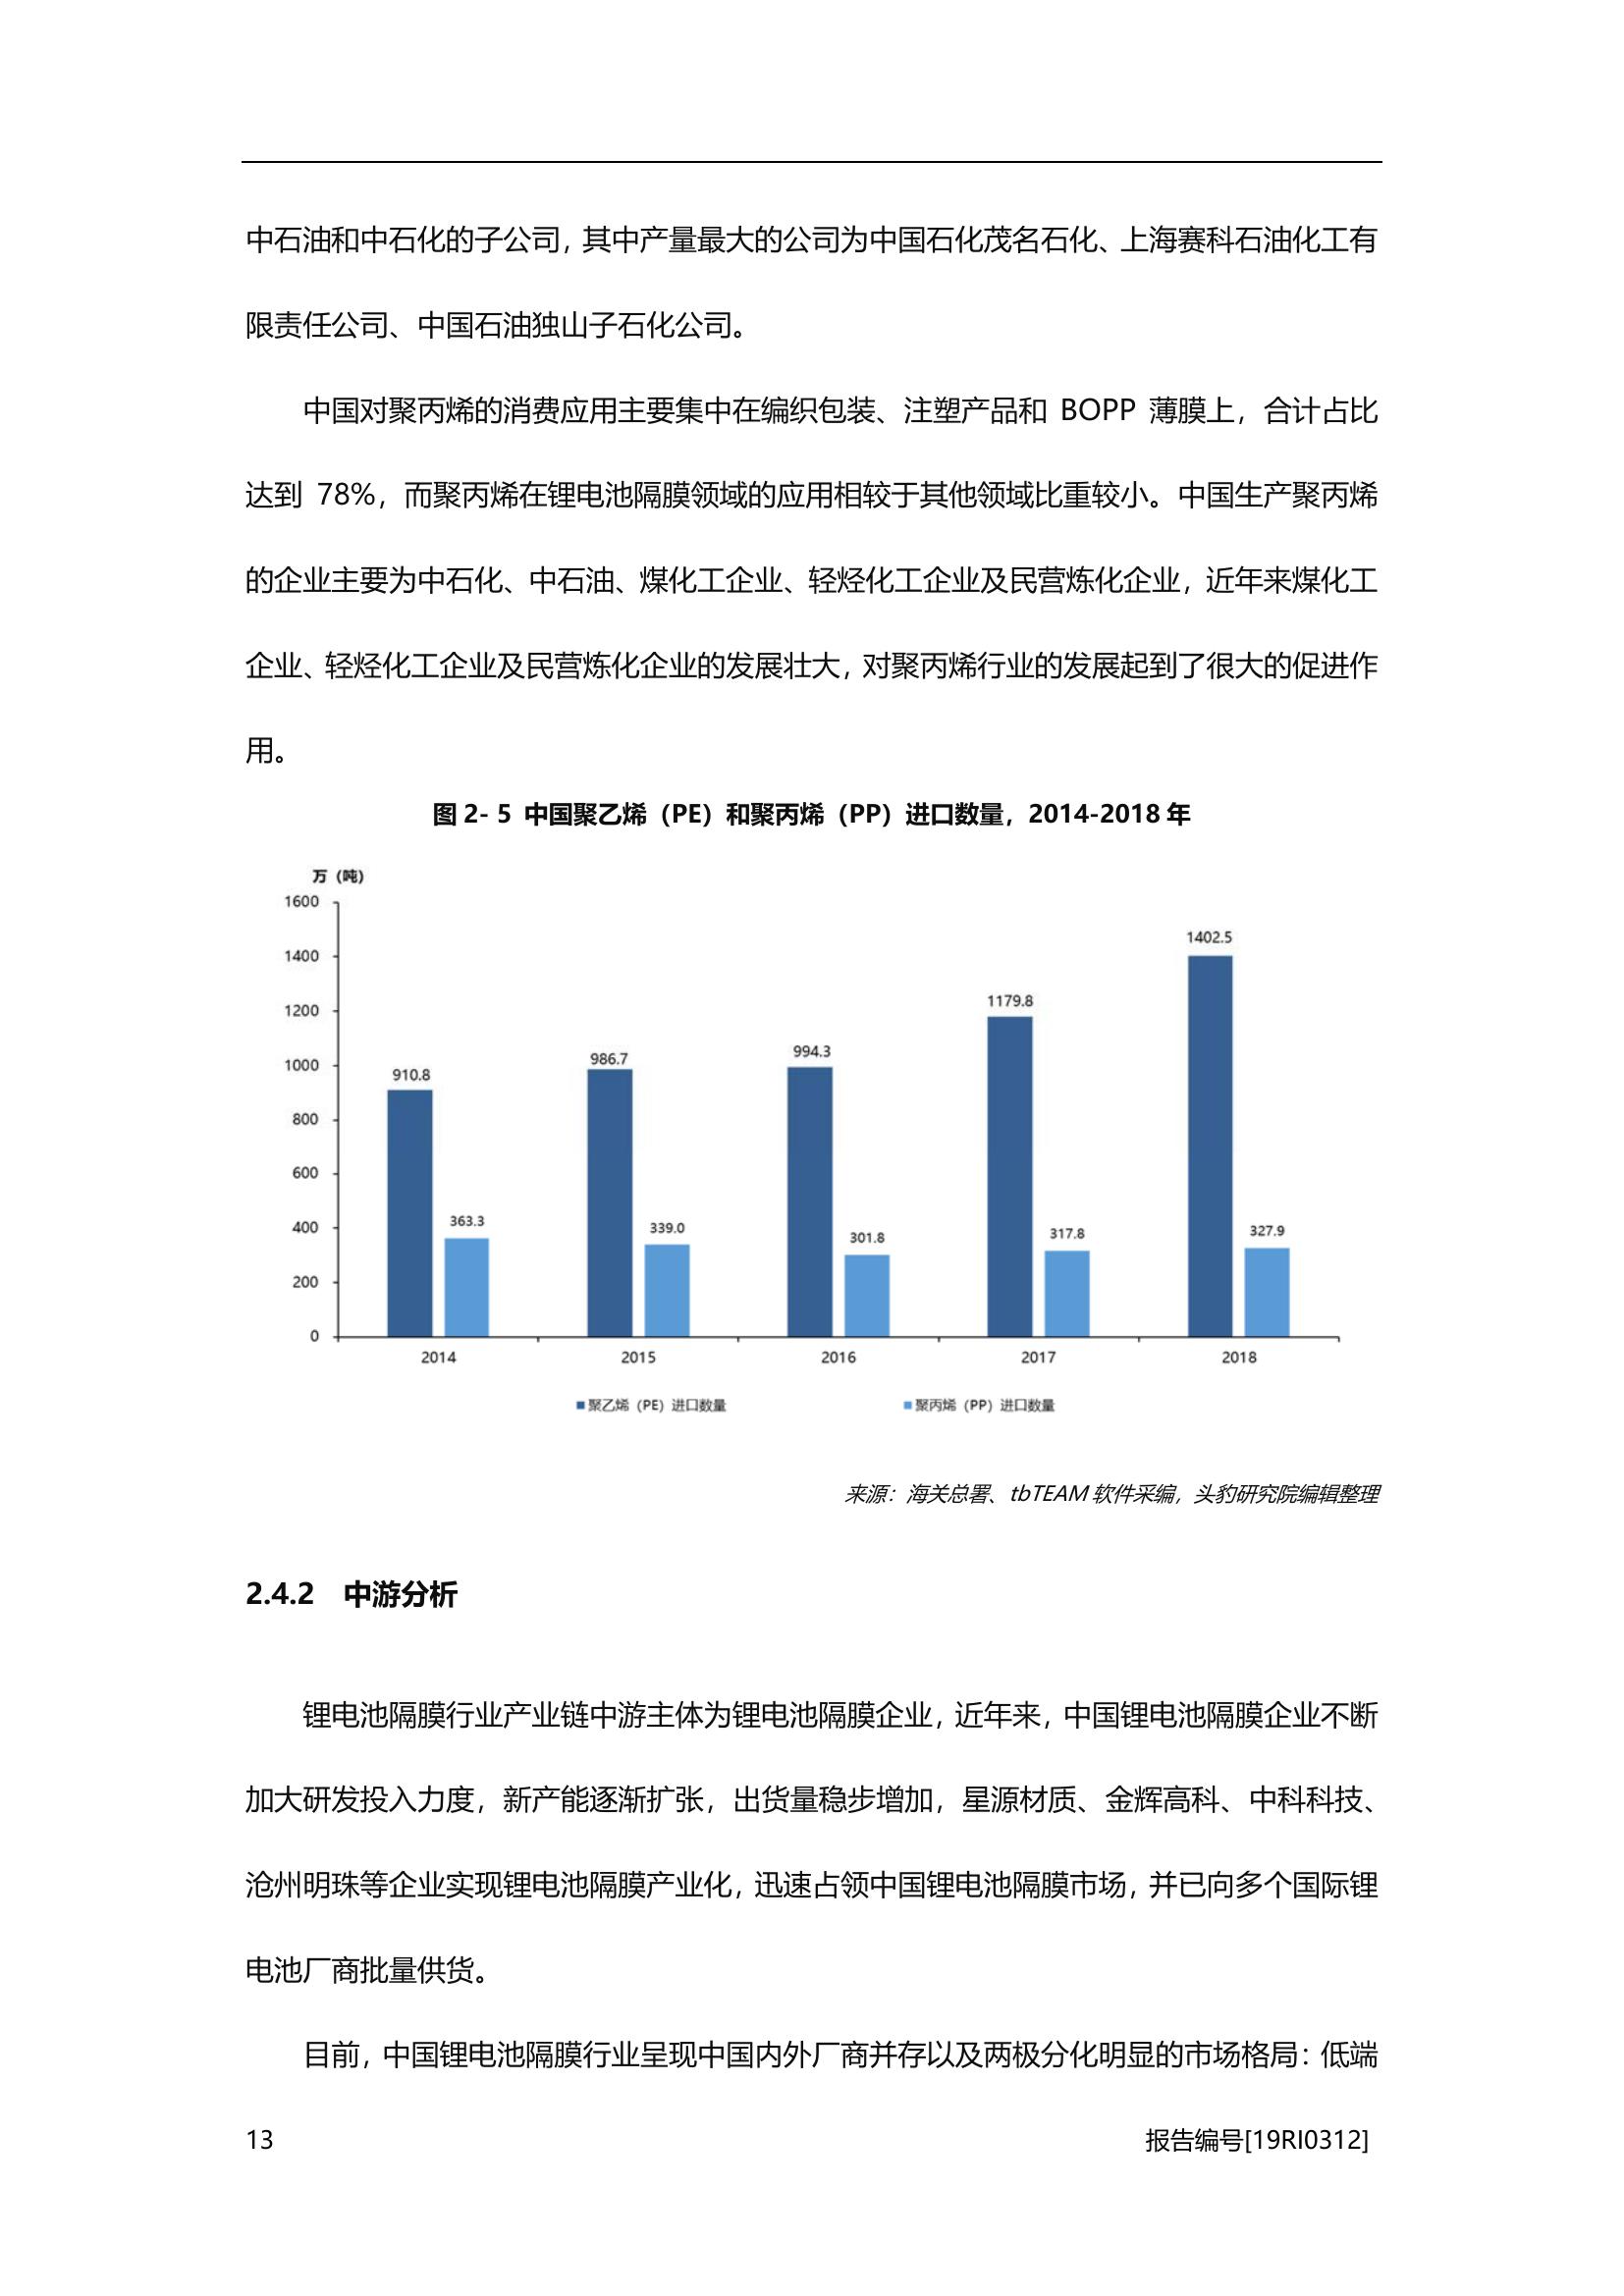 中石油和中石化的子公司，其中产量最大的公司为中国石化茂名石化、上海赛科石油化工有
限责任公司、中国石油独山子石化公司。
中国对聚丙烯的消费应用主要集中在编织包装、注塑产品和 BOPP 薄膜上，合计占比
达到 78%，而聚丙烯在锂电池隔膜领域的应用相较于其他领域比重较小。中国生产聚丙烯
的企业主要为中石化、中石油、煤化工企业、轻烃化工企业及民营炼化企业，近年来煤化工
企业、轻烃化工企业及民营炼化企业的发展壮大，对聚丙烯行业的发展起到了很大的促进作
用。
图 2- 5 中国聚乙烯（PE）和聚丙烯（PP）进口数量，2014-2018 年
万（吨）
1600
1400
1200
1000
800
600
400
200
0
910.8
363.3
986.7
339.0
994.3
301.8
1179.8
317.8
1402.5
327.9
2014 2015 2016 2017 2018
聚乙烯（PE）进口数量 聚丙烯（PP）进口数量
来源：海关总署、tbTEAM 软件采编，头豹研究院编辑整理
2.4.2 中游分析
锂电池隔膜行业产业链中游主体为锂电池隔膜企业，近年来，中国锂电池隔膜企业不断
加大研发投入力度，新产能逐渐扩张，出货量稳步增加，星源材质、金辉高科、中科科技、
沧州明珠等企业实现锂电池隔膜产业化，迅速占领中国锂电池隔膜市场，并已向多个国际锂
电池厂商批量供货。
目前，中国锂电池隔膜行业呈现中国内外厂商并存以及两极分化明显的市场格局：低端
13 报告编号[19RI0312]